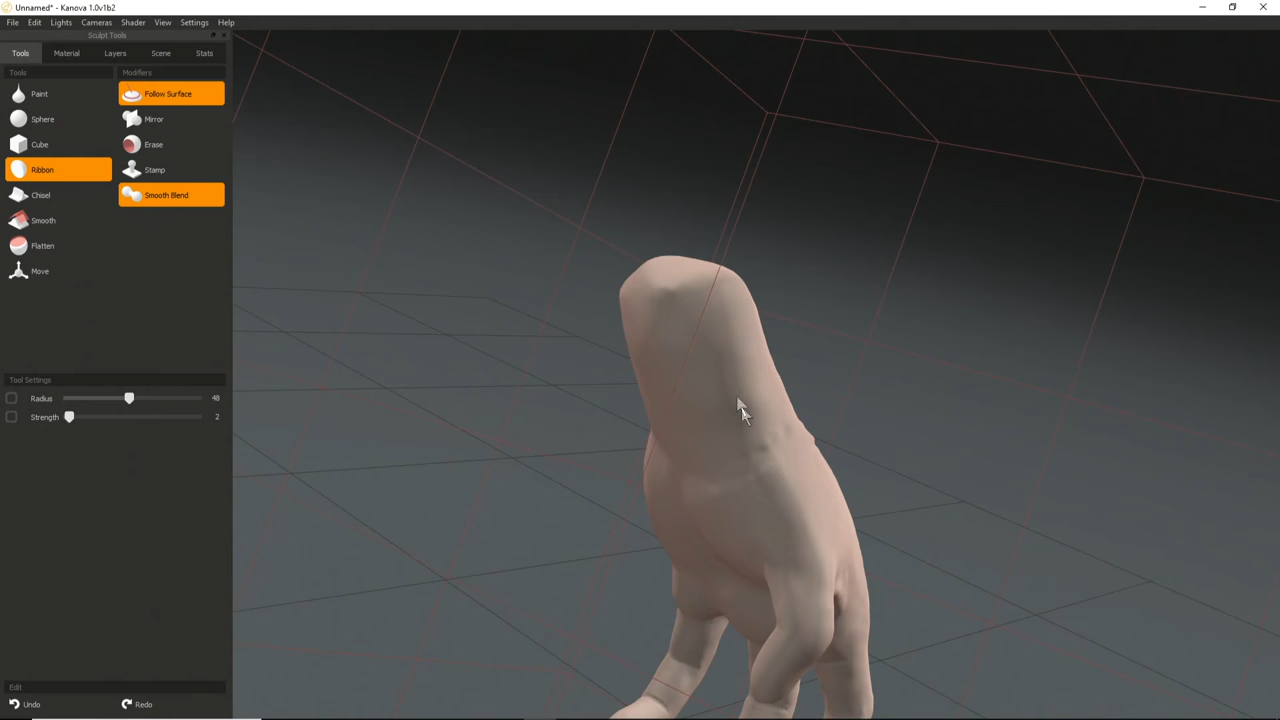 Unnamed* - Kanova 1.0v1b2
File Edit Lights Cameras Shader View Settings Help
Sculpt Tools
Tools Material Layers Scene Stats
Tools Modifiers
Paint Follow Surface
Sphere Mirror
Cube Erase
Ribbon Stamp
Chisel Smooth Blend
Smooth
Flatten
Move
Tool Settings
Radius 48
Strength 2
Edit
Undo Redo